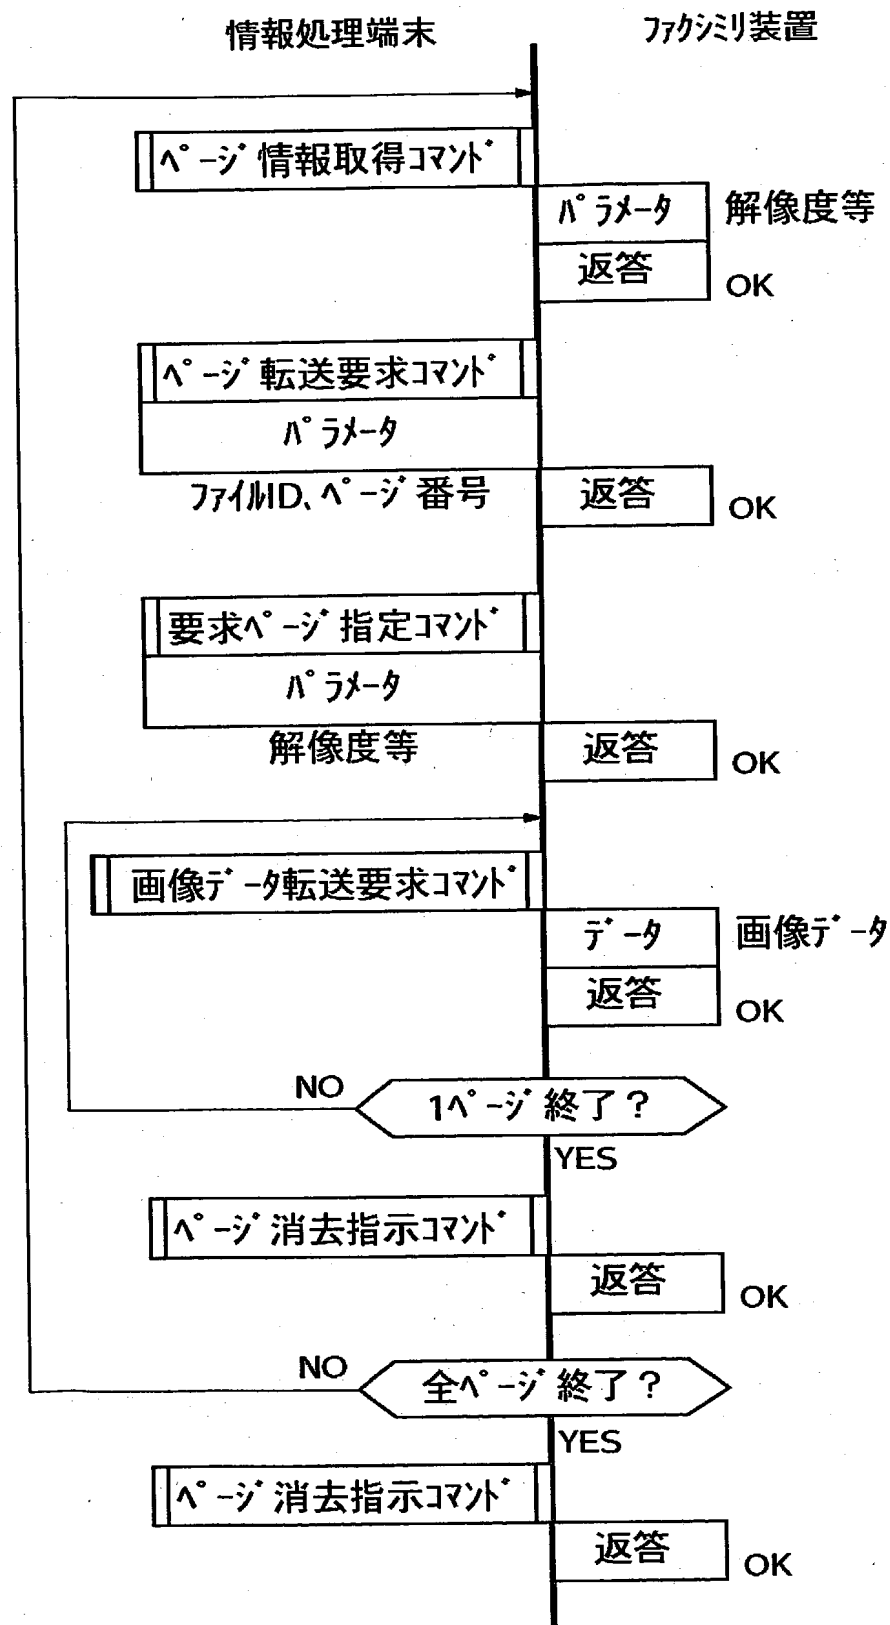 情報処理端末 ファクシミリ装置
ページ情報取得コマンド
パラメータ 解像度等
返答 OK
ページ転送要求コマンド
パラメータ
ファイルID、ページ番号 返答 OK
要求ページ指定コマンド
パラメータ
解像度等 返答 OK
画像データ転送要求コマンド
データ 画像データ
返答 OK
NO 1ページ終了?
YES
ページ消去指示コマンド
返答 OK
NO 全ページ終了?
YES
ページ消去指示コマンド
返答 OK